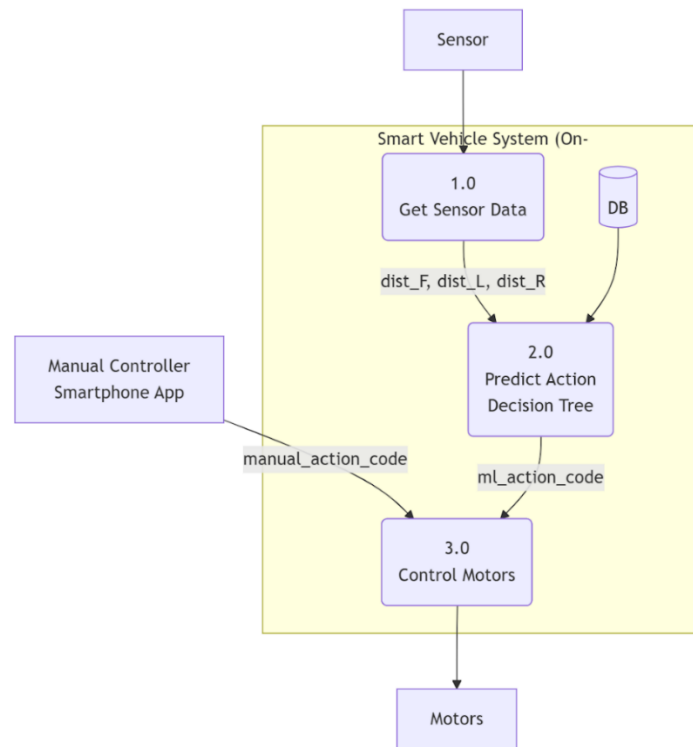 Sensor
Smart Vehicle System (On-
1.0
Get Sensor Data
DB
dist_F, dist_L, dist_R
2.0
Predict Action
Decision Tree
Manual Controller
Smartphone App
manual_action_code
ml_action_code
3.0
Control Motors
Motors